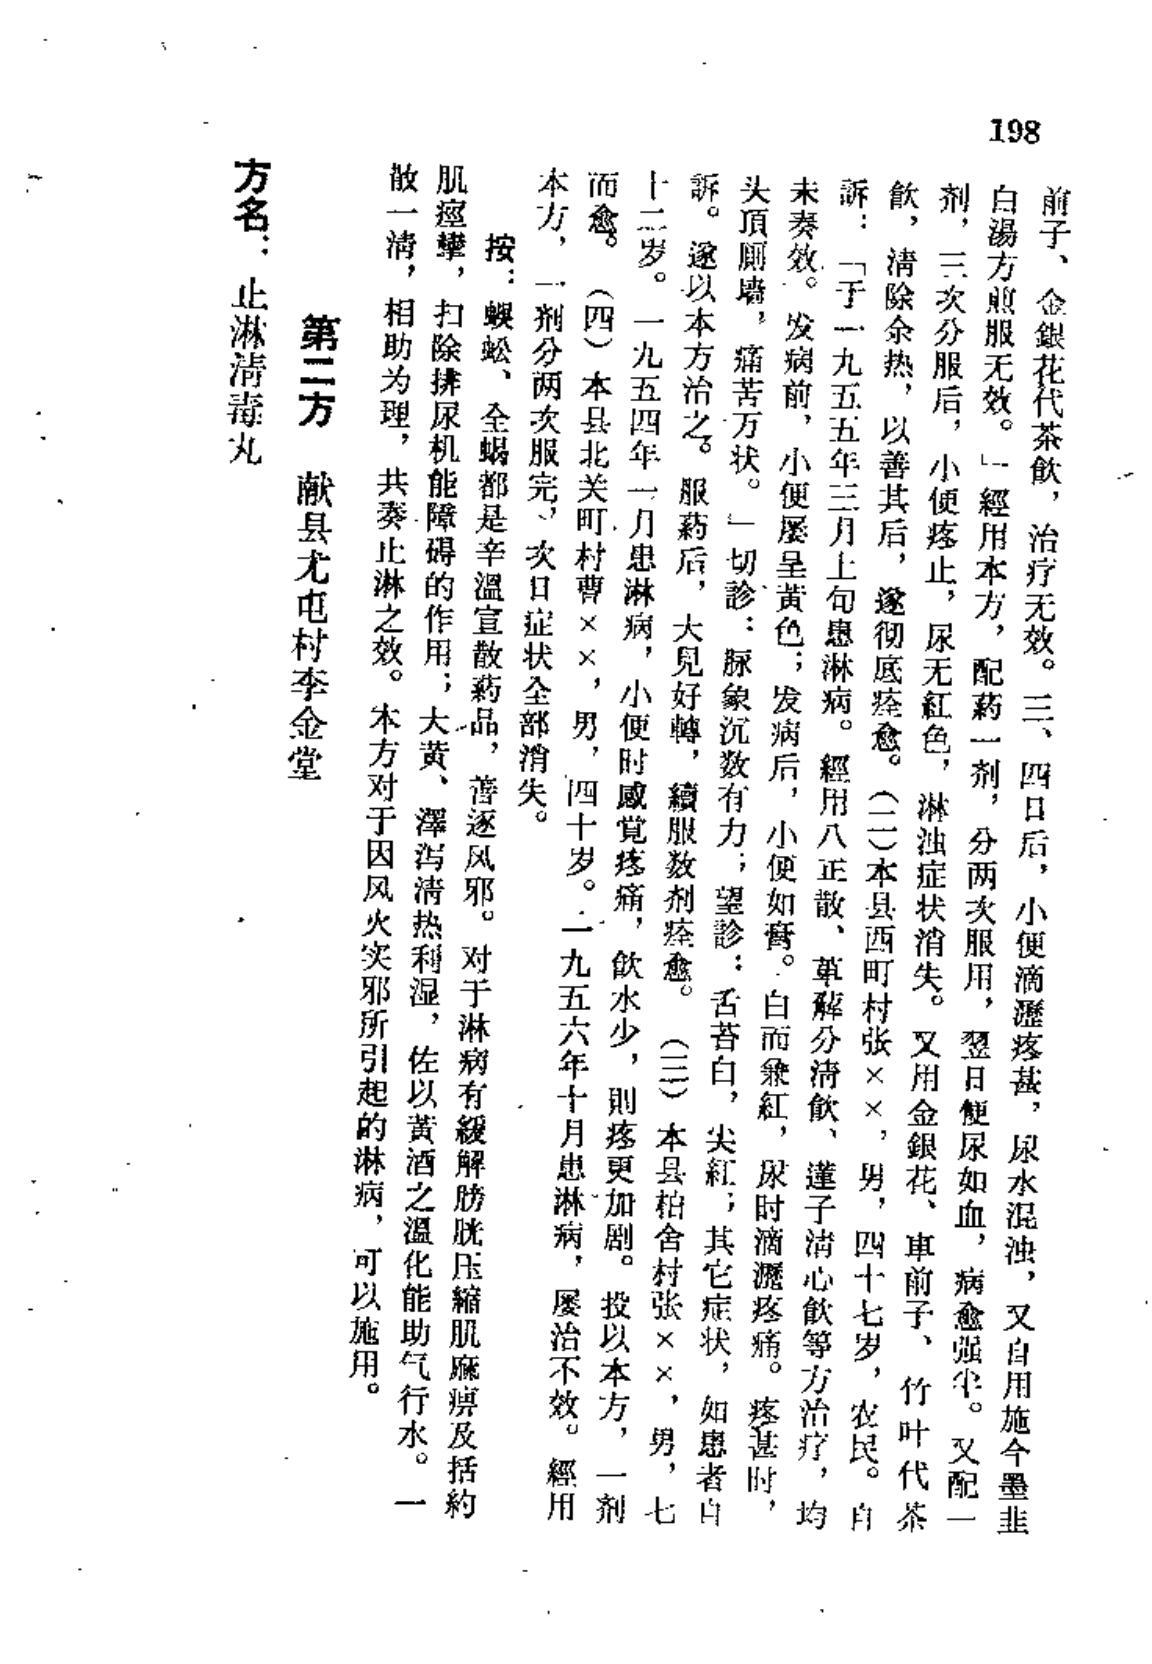 198
前子、金銀花代茶飲，治疗无效。三、四日后，小便滴瀝疼甚，尿水混浊，又自用施今墨韭
白湯方煎服无效。」經用本方，配葯一剂，分两次服用，翌日便尿如血，病愈强半。又配一
剂，三次分服后，小便疼止，尿无紅色，淋浊症状消失。又用金銀花、車前子、竹叶代茶
飲，清除余热，以善其后，遂彻底痊愈。（二）本县西町村张××，男，四十七岁，农民。自
訴：「于一九五五年三月上旬患淋病。經用八正散、萆薢分清飲、蓮子清心飲等方治疗，均
未奏效。发病前，小便屡呈黃色；发病后，小便如膏。白而兼紅，尿时滴瀝疼痛。疼甚时，
头頂厠墙，痛苦万状。」切診：脉象沉数有力；望診：舌苔白，尖紅；其它症状，如患者自
訴。遂以本方治之。服葯后，大見好轉，續服数剂痊愈。（三）本县柏舍村张××，男，七
十二岁。一九五四年一月患淋病，小便时感觉疼痛，飲水少，則疼更加剧。投以本方，一剂
而愈。（四）本县北关町村曹××，男，四十岁。一九五六年十月患淋病，屡治不效。經用
本方，一剂分两次服完，次日症状全部消失。
按：蜈蚣、全蝎都是辛溫宣散葯品，善逐风邪。对于淋病有緩解膀胱压縮肌麻痹及括約
肌痙攣，扫除排尿机能障碍的作用；大黄、澤泻清热利湿，佐以黃酒之溫化能助气行水。一
散一清，相助为理，共奏止淋之效。本方对于因风火实邪所引起的淋病，可以施用。
第二方　献县尤屯村李金堂
方名：止淋清毒丸